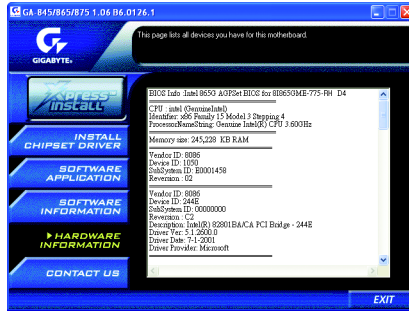 GA-845/865/875 1.06 B6.0126.1
GIGABYTE
This page lists all devices you have for this motherboard.
Xpress-
install
INSTALL
CHIPSET DRIVER
SOFTWARE
APPLICATION
SOFTWARE
INFORMATION
HARDWARE
INFORMATION
CONTACT US
BIOS Info :Intel 865G AGPSet BIOS for 8I865GME-775-RH D4
CPU : intel (GenuineIntel)
Identifier: x86 Family 15 Model 3 Stepping 4
ProcessorNameString: Genuine Intel(R) CPU 3.60GHz
Memory size: 245,228 KB RAM
Vendor ID: 8086
Device ID: 1050
SubSystem ID: E0001458
Reversion : 02
Vendor ID: 8086
Device ID: 244E
SubSystem ID: 00000000
Reversion : C2
Description: Intel(R) 82801BA/CA PCI Bridge - 244E
Driver Ver: 5.1.2600.0
Driver Date: 7-1-2001
Driver Provider: Microsoft
EXIT